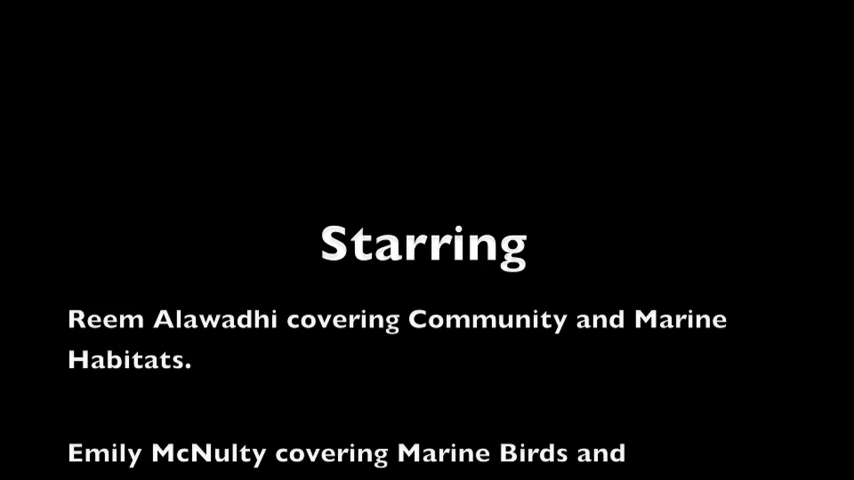 Starring
Reem Alawadhi covering Community and Marine
Habitats.
Emily McNulty covering Marine Birds and